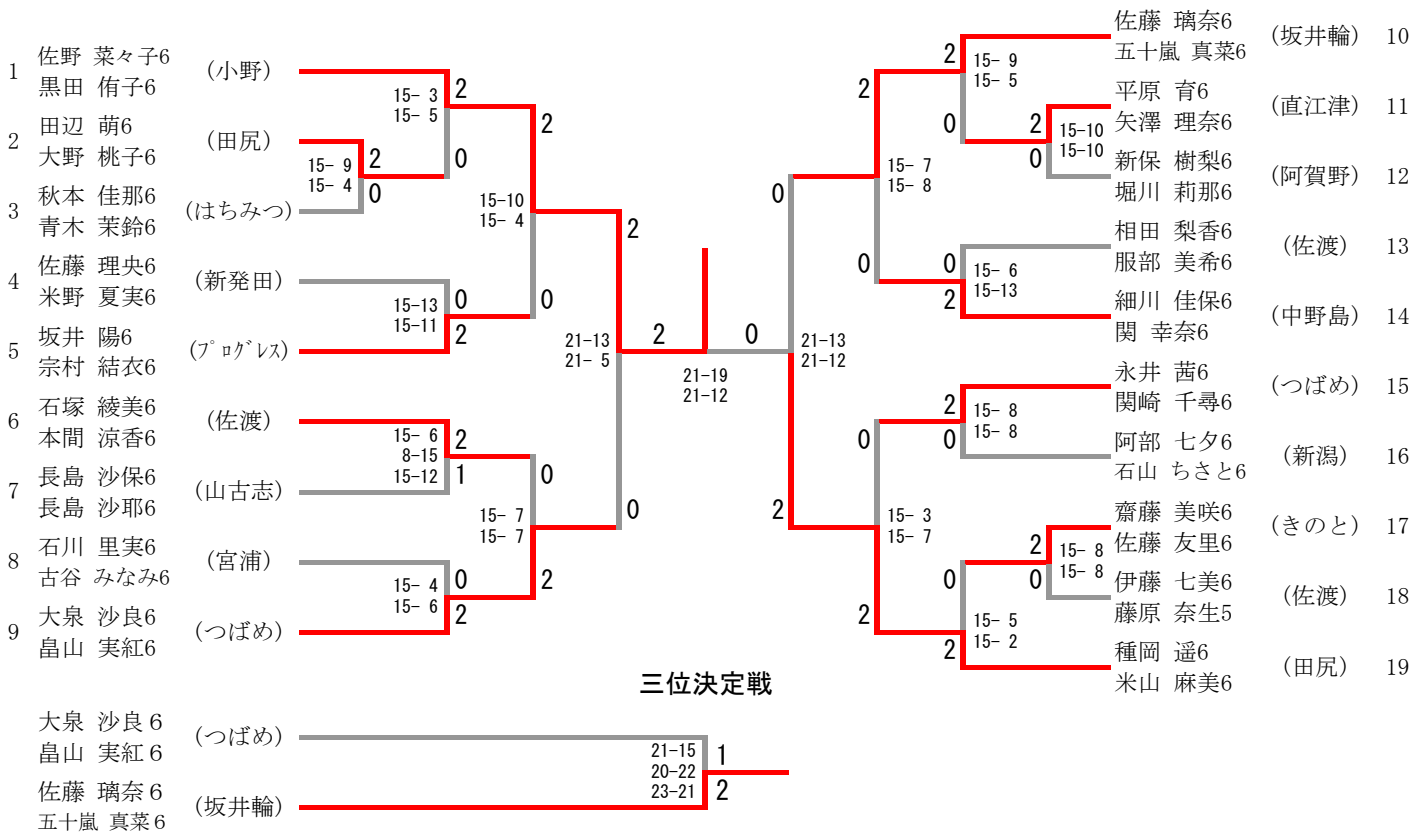 1 佐野 菜々子6 (小野)
黒田 侑子6
2 田辺 萌6 (田尻)
大野 桃子6
3 秋本 佳那6 (はちみつ)
青木 茉鈴6
4 佐藤 理央6 (新発田)
米野 夏実6
5 坂井 陽6 (プログレス)
宗村 結衣6
6 石塚 綾美6 (佐渡)
本間 涼香6
7 長島 沙保6 (山古志)
長島 沙耶6
8 石川 里実6 (宮浦)
古谷 みなみ6
9 大泉 沙良6 (つばめ)
畠山 実紅6
15- 3
15- 5
2
0
15- 9
15- 4
2
0
15-13
15-11
0
2
15-10
15- 4
2
0
15- 6
8-15
15-12
2
1
15- 4
15- 6
0
2
15- 7
15- 7
0
2
21-13
21- 5
2
0
2
0
21-19
21-12
21-13
21-12
0
2
15- 7
15- 8
2
0
15- 9
15- 5
2
0
15-10
15-10
2
0
15- 6
15-13
0
2
15- 3
15- 7
0
2
15- 8
15- 8
2
0
15- 5
15- 2
0
2
15- 8
15- 8
2
0
佐藤 璃奈6 (坂井輪) 10
五十嵐 真菜6
平原 育6 (直江津) 11
矢澤 理奈6
新保 樹梨6 (阿賀野) 12
堀川 莉那6
相田 梨香6 (佐渡) 13
服部 美希6
細川 佳保6 (中野島) 14
関 幸奈6
永井 茜6 (つばめ) 15
関崎 千尋6
阿部 七夕6 (新潟) 16
石山 ちさと6
齋藤 美咲6 (きのと) 17
佐藤 友里6
伊藤 七美6 (佐渡) 18
藤原 奈生5
種岡 遥6 (田尻) 19
米山 麻美6
三位決定戦
大泉 沙良6 (つばめ)
畠山 実紅6
佐藤 璃奈6 (坂井輪)
五十嵐 真菜6
21-15
20-22
23-21
1
2